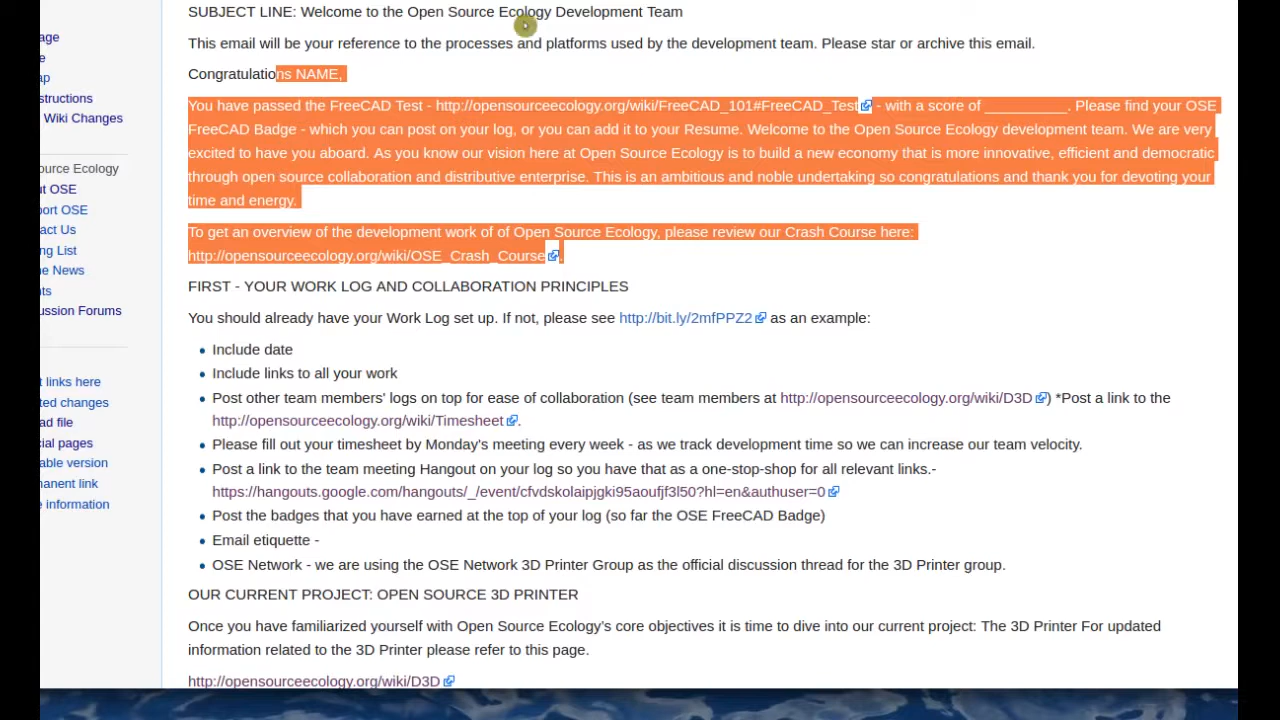 SUBJECT LINE: Welcome to the Open Source Ecology Development Team
This email will be your reference to the processes and platforms used by the development team. Please star or archive this email.
Congratulations NAME,
You have passed the FreeCAD Test - http://opensourceecology.org/wiki/FreeCAD_101#FreeCAD_Test - with a score of __________. Please find your OSE
FreeCAD Badge - which you can post on your log, or you can add it to your Resume. Welcome to the Open Source Ecology development team. We are very
excited to have you aboard. As you know our vision here at Open Source Ecology is to build a new economy that is more innovative, efficient and democratic
through open source collaboration and distributive enterprise. This is an ambitious and noble undertaking so congratulations and thank you for devoting your
time and energy.
To get an overview of the development work of of Open Source Ecology, please review our Crash Course here:
http://opensourceecology.org/wiki/OSE_Crash_Course.
FIRST - YOUR WORK LOG AND COLLABORATION PRINCIPLES
You should already have your Work Log set up. If not, please see http://bit.ly/2mfPPZ2 as an example:
Include date
Include links to all your work
Post other team members' logs on top for ease of collaboration (see team members at http://opensourceecology.org/wiki/D3D) *Post a link to the
http://opensourceecology.org/wiki/Timesheet.
Please fill out your timesheet by Monday's meeting every week - as we track development time so we can increase our team velocity.
Post a link to the team meeting Hangout on your log so you have that as a one-stop-shop for all relevant links.-
https://hangouts.google.com/hangouts/_/event/cfvdskolaipjgki95aoufjf3l50?hl=en&authuser=0
Post the badges that you have earned at the top of your log (so far the OSE FreeCAD Badge)
Email etiquette -
OSE Network - we are using the OSE Network 3D Printer Group as the official discussion thread for the 3D Printer group.
OUR CURRENT PROJECT: OPEN SOURCE 3D PRINTER
Once you have familiarized yourself with Open Source Ecology's core objectives it is time to dive into our current project: The 3D Printer For updated
information related to the 3D Printer please refer to this page.
http://opensourceecology.org/wiki/D3D
age
e
ap
structions
Wiki Changes
ource Ecology
ut OSE
port OSE
act Us
ng List
e News
nts
ussion Forums
t links here
ted changes
ad file
cial pages
able version
manent link
e information